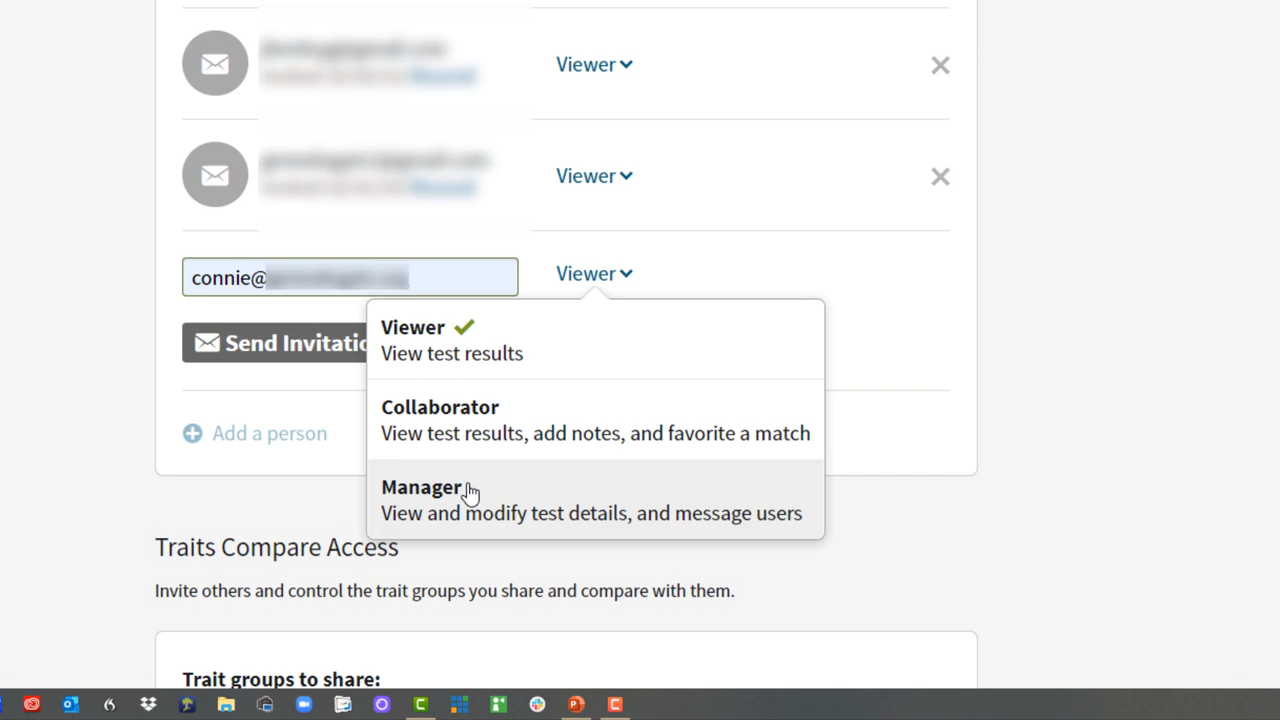 Viewer
Viewer
connie@
Viewer
Viewer
View test results
Send Invitatio
Collaborator
View test results, add notes, and favorite a match
Add a person
Manager
View and modify test details, and message users
Traits Compare Access
Invite others and control the trait groups you share and compare with them.
Trait groups to share: